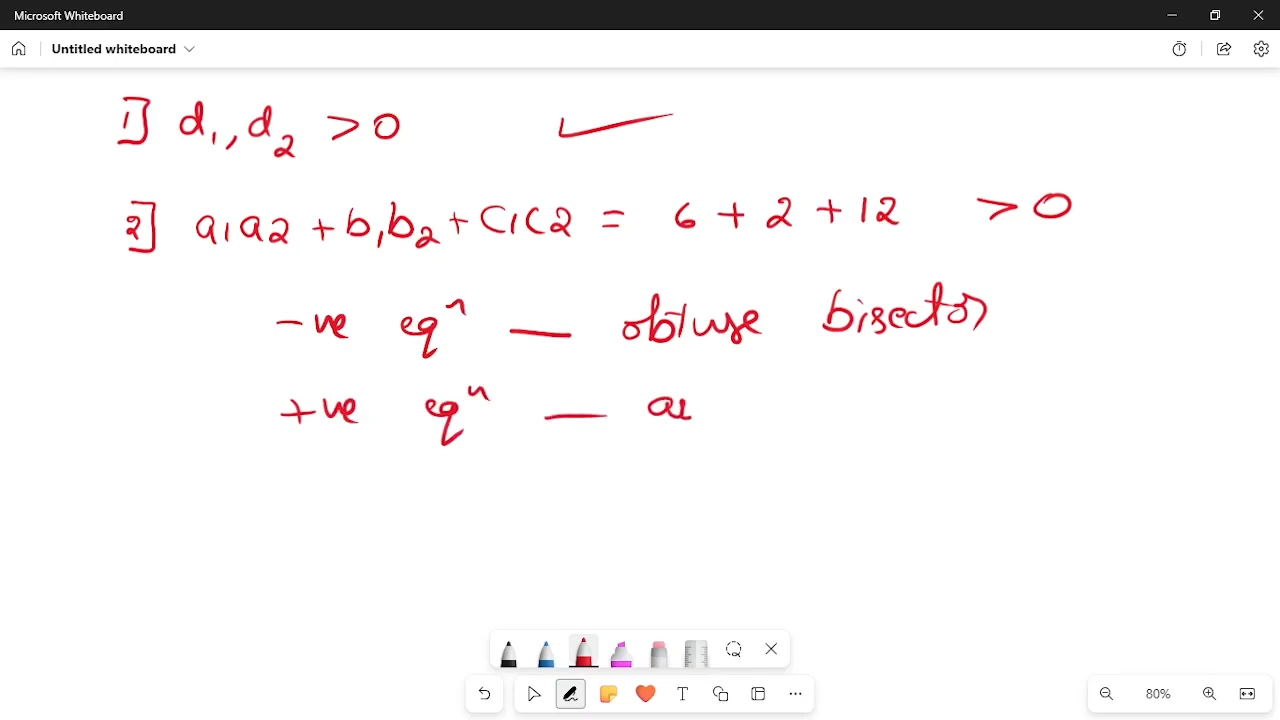 Microsoft Whiteboard
Untitled whiteboard
1] d₁, d₂ > 0 ✓
2] a₁a₂ + b₁b₂ + c₁c₂ = 6 + 2 + 12 > 0
-ve eqⁿ — obtuse bisector
+ve eqⁿ — ac
80%